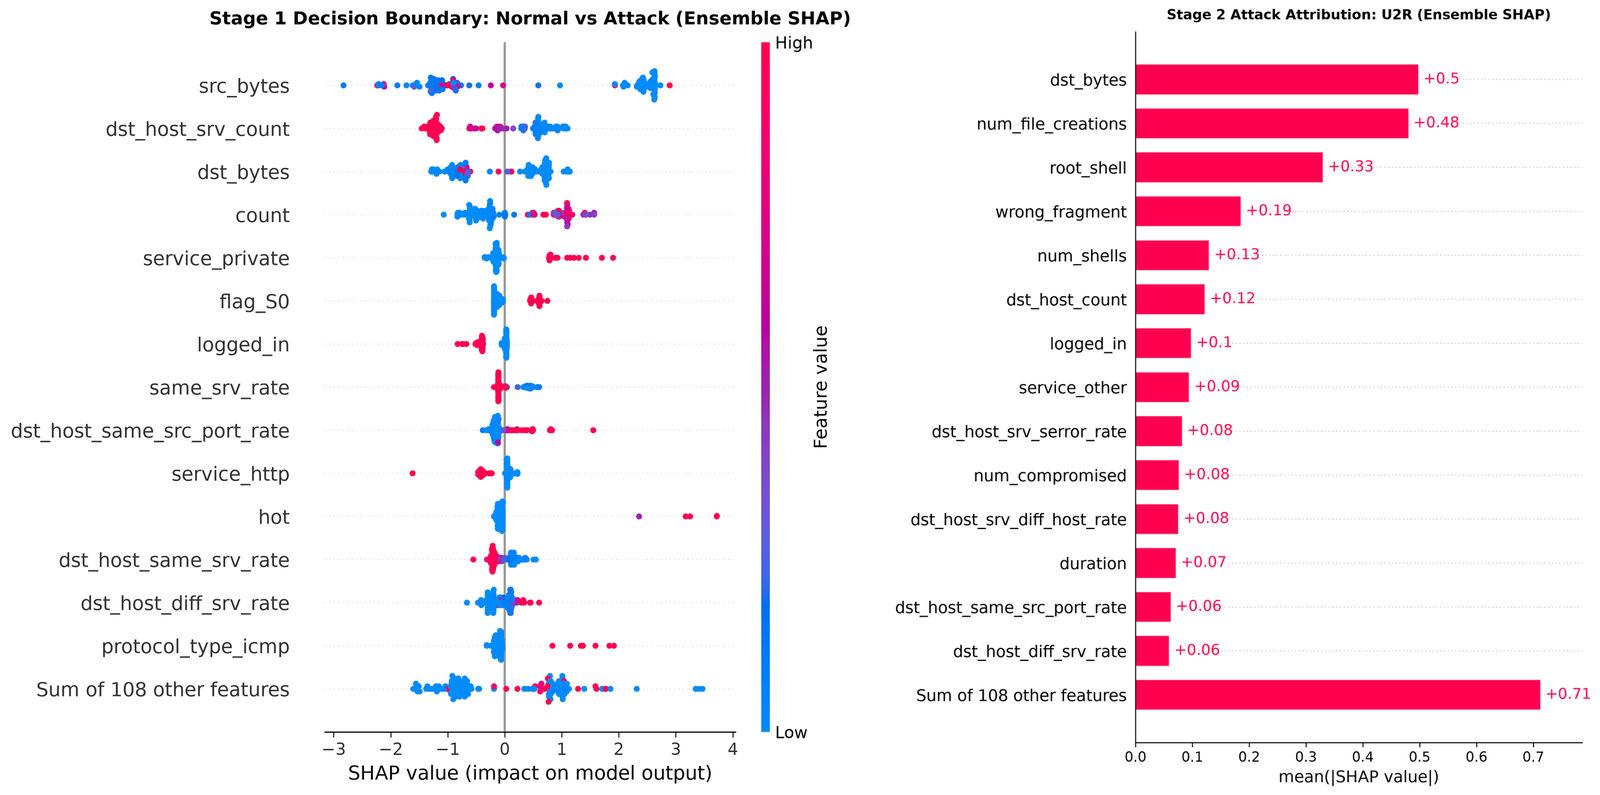 Stage 1 Decision Boundary: Normal vs Attack (Ensemble SHAP)
High
src_bytes
dst_host_srv_count
dst_bytes
count
service_private
flag_S0
logged_in
same_srv_rate
dst_host_same_src_port_rate
service_http
hot
dst_host_same_srv_rate
dst_host_diff_srv_rate
protocol_type_icmp
Sum of 108 other features
Feature value
Low
−3 −2 −1 0 1 2 3 4
SHAP value (impact on model output)
Stage 2 Attack Attribution: U2R (Ensemble SHAP)
dst_bytes +0.5
num_file_creations +0.48
root_shell +0.33
wrong_fragment +0.19
num_shells +0.13
dst_host_count +0.12
logged_in +0.1
service_other +0.09
dst_host_srv_serror_rate +0.08
num_compromised +0.08
dst_host_srv_diff_host_rate +0.08
duration +0.07
dst_host_same_src_port_rate +0.06
dst_host_diff_srv_rate +0.06
Sum of 108 other features +0.71
0.0 0.1 0.2 0.3 0.4 0.5 0.6 0.7
mean(|SHAP value|)